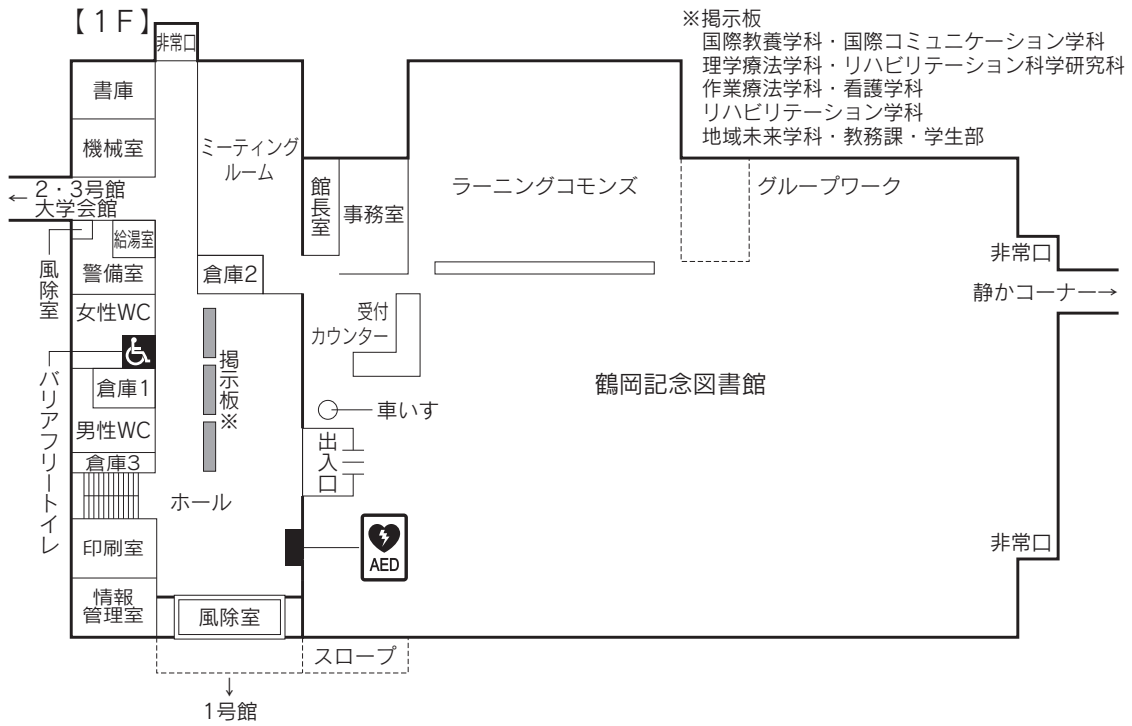 【1F】
非常口
※掲示板
国際教養学科・国際コミュニケーション学科
理学療法学科・リハビリテーション科学研究科
作業療法学科・看護学科
リハビリテーション学科
地域未来学科・教務課・学生部
書庫
機械室
ミーティング
ルーム
← 2・3号館
大学会館
館長室
事務室
ラーニングコモンズ
グループワーク
給湯室
風除室
警備室
倉庫2
非常口
静かコーナー→
女性WC
受付
カウンター
掲示板※
鶴岡記念図書館
バリアフリートイレ
倉庫1
車いす
男性WC
出入口
倉庫3
ホール
印刷室
AED
非常口
情報
管理室
風除室
スロープ
↓
1号館